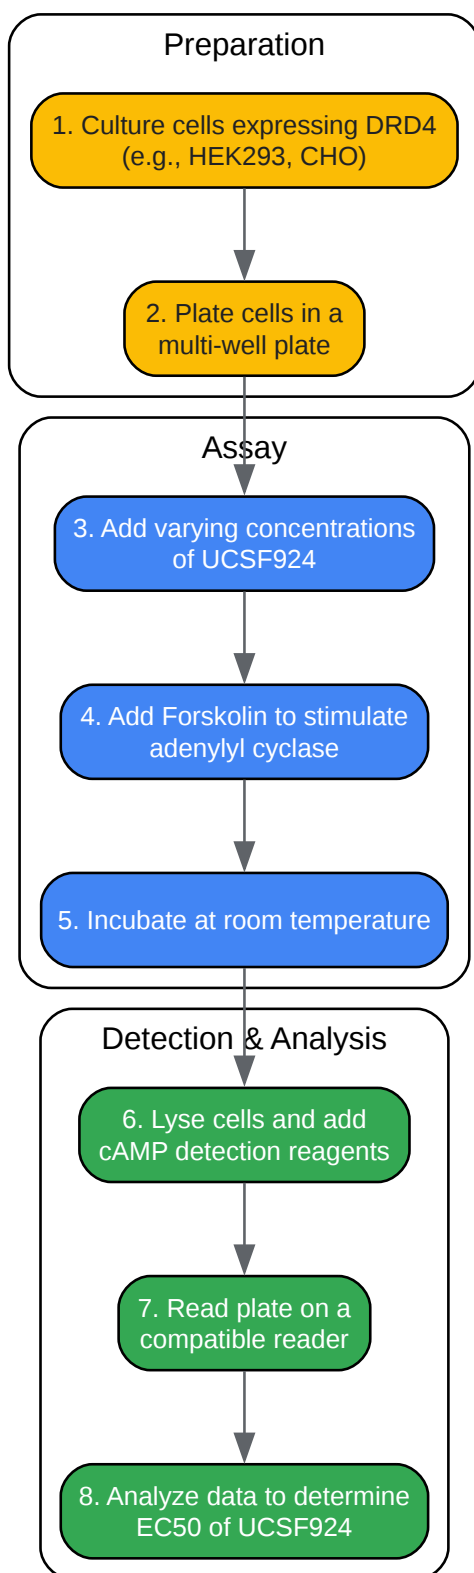 Preparation
1. Culture cells expressing DRD4
(e.g., HEK293, CHO)
2. Plate cells in a
multi-well plate
Assay
3. Add varying concentrations
of UCSF924
4. Add Forskolin to stimulate
adenylyl cyclase
5. Incubate at room temperature
Detection & Analysis
6. Lyse cells and add
cAMP detection reagents
7. Read plate on a
compatible reader
8. Analyze data to determine
EC50 of UCSF924